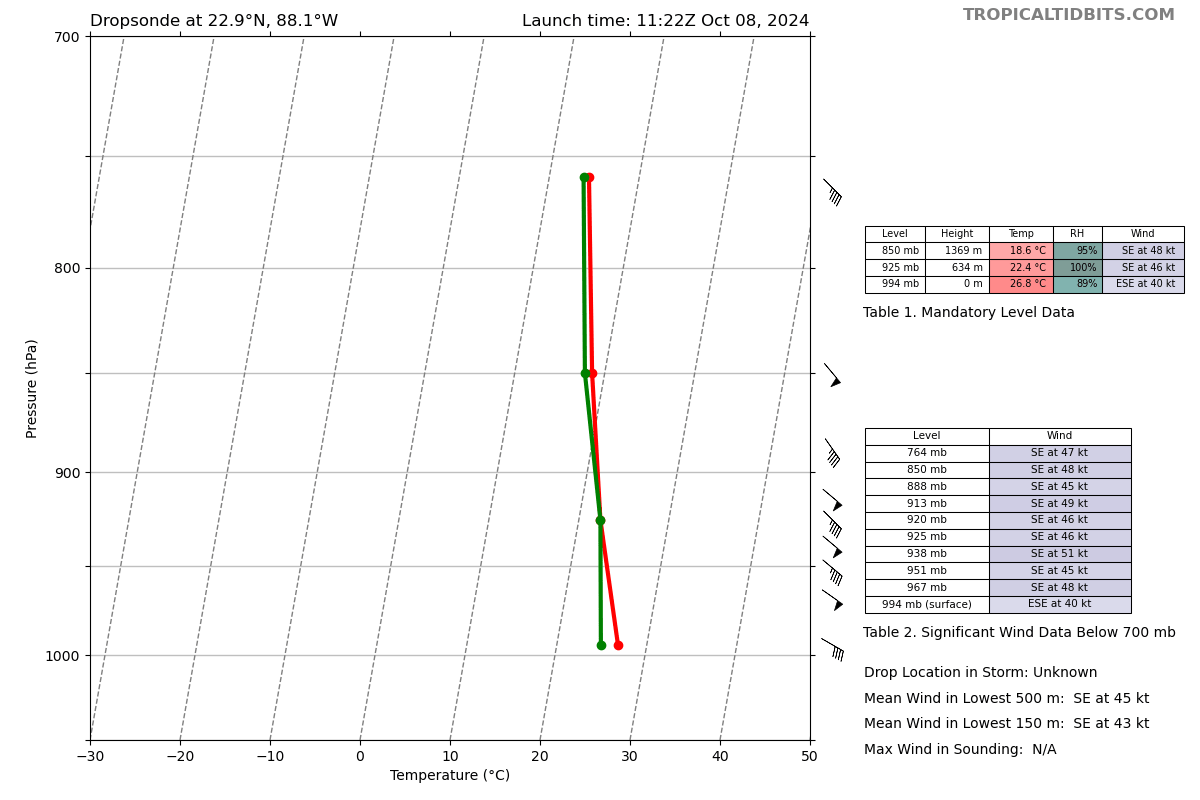 Dropsonde at 22.9°N, 88.1°W
Launch time: 11:22Z Oct 08, 2024
TROPICALTIDBITS.COM
700
800
900
1000
Pressure (hPa)
−30 −20 −10 0 10 20 30 40 50
Temperature (°C)
Level Height Temp RH Wind
850 mb 1369 m 18.6 °C 95% SE at 48 kt
925 mb 634 m 22.4 °C 100% SE at 46 kt
994 mb 0 m 26.8 °C 89% ESE at 40 kt
Table 1. Mandatory Level Data
Level Wind
764 mb SE at 47 kt
850 mb SE at 48 kt
888 mb SE at 45 kt
913 mb SE at 49 kt
920 mb SE at 46 kt
925 mb SE at 46 kt
938 mb SE at 51 kt
951 mb SE at 45 kt
967 mb SE at 48 kt
994 mb (surface) ESE at 40 kt
Table 2. Significant Wind Data Below 700 mb
Drop Location in Storm: Unknown
Mean Wind in Lowest 500 m:  SE at 45 kt
Mean Wind in Lowest 150 m:  SE at 43 kt
Max Wind in Sounding:  N/A